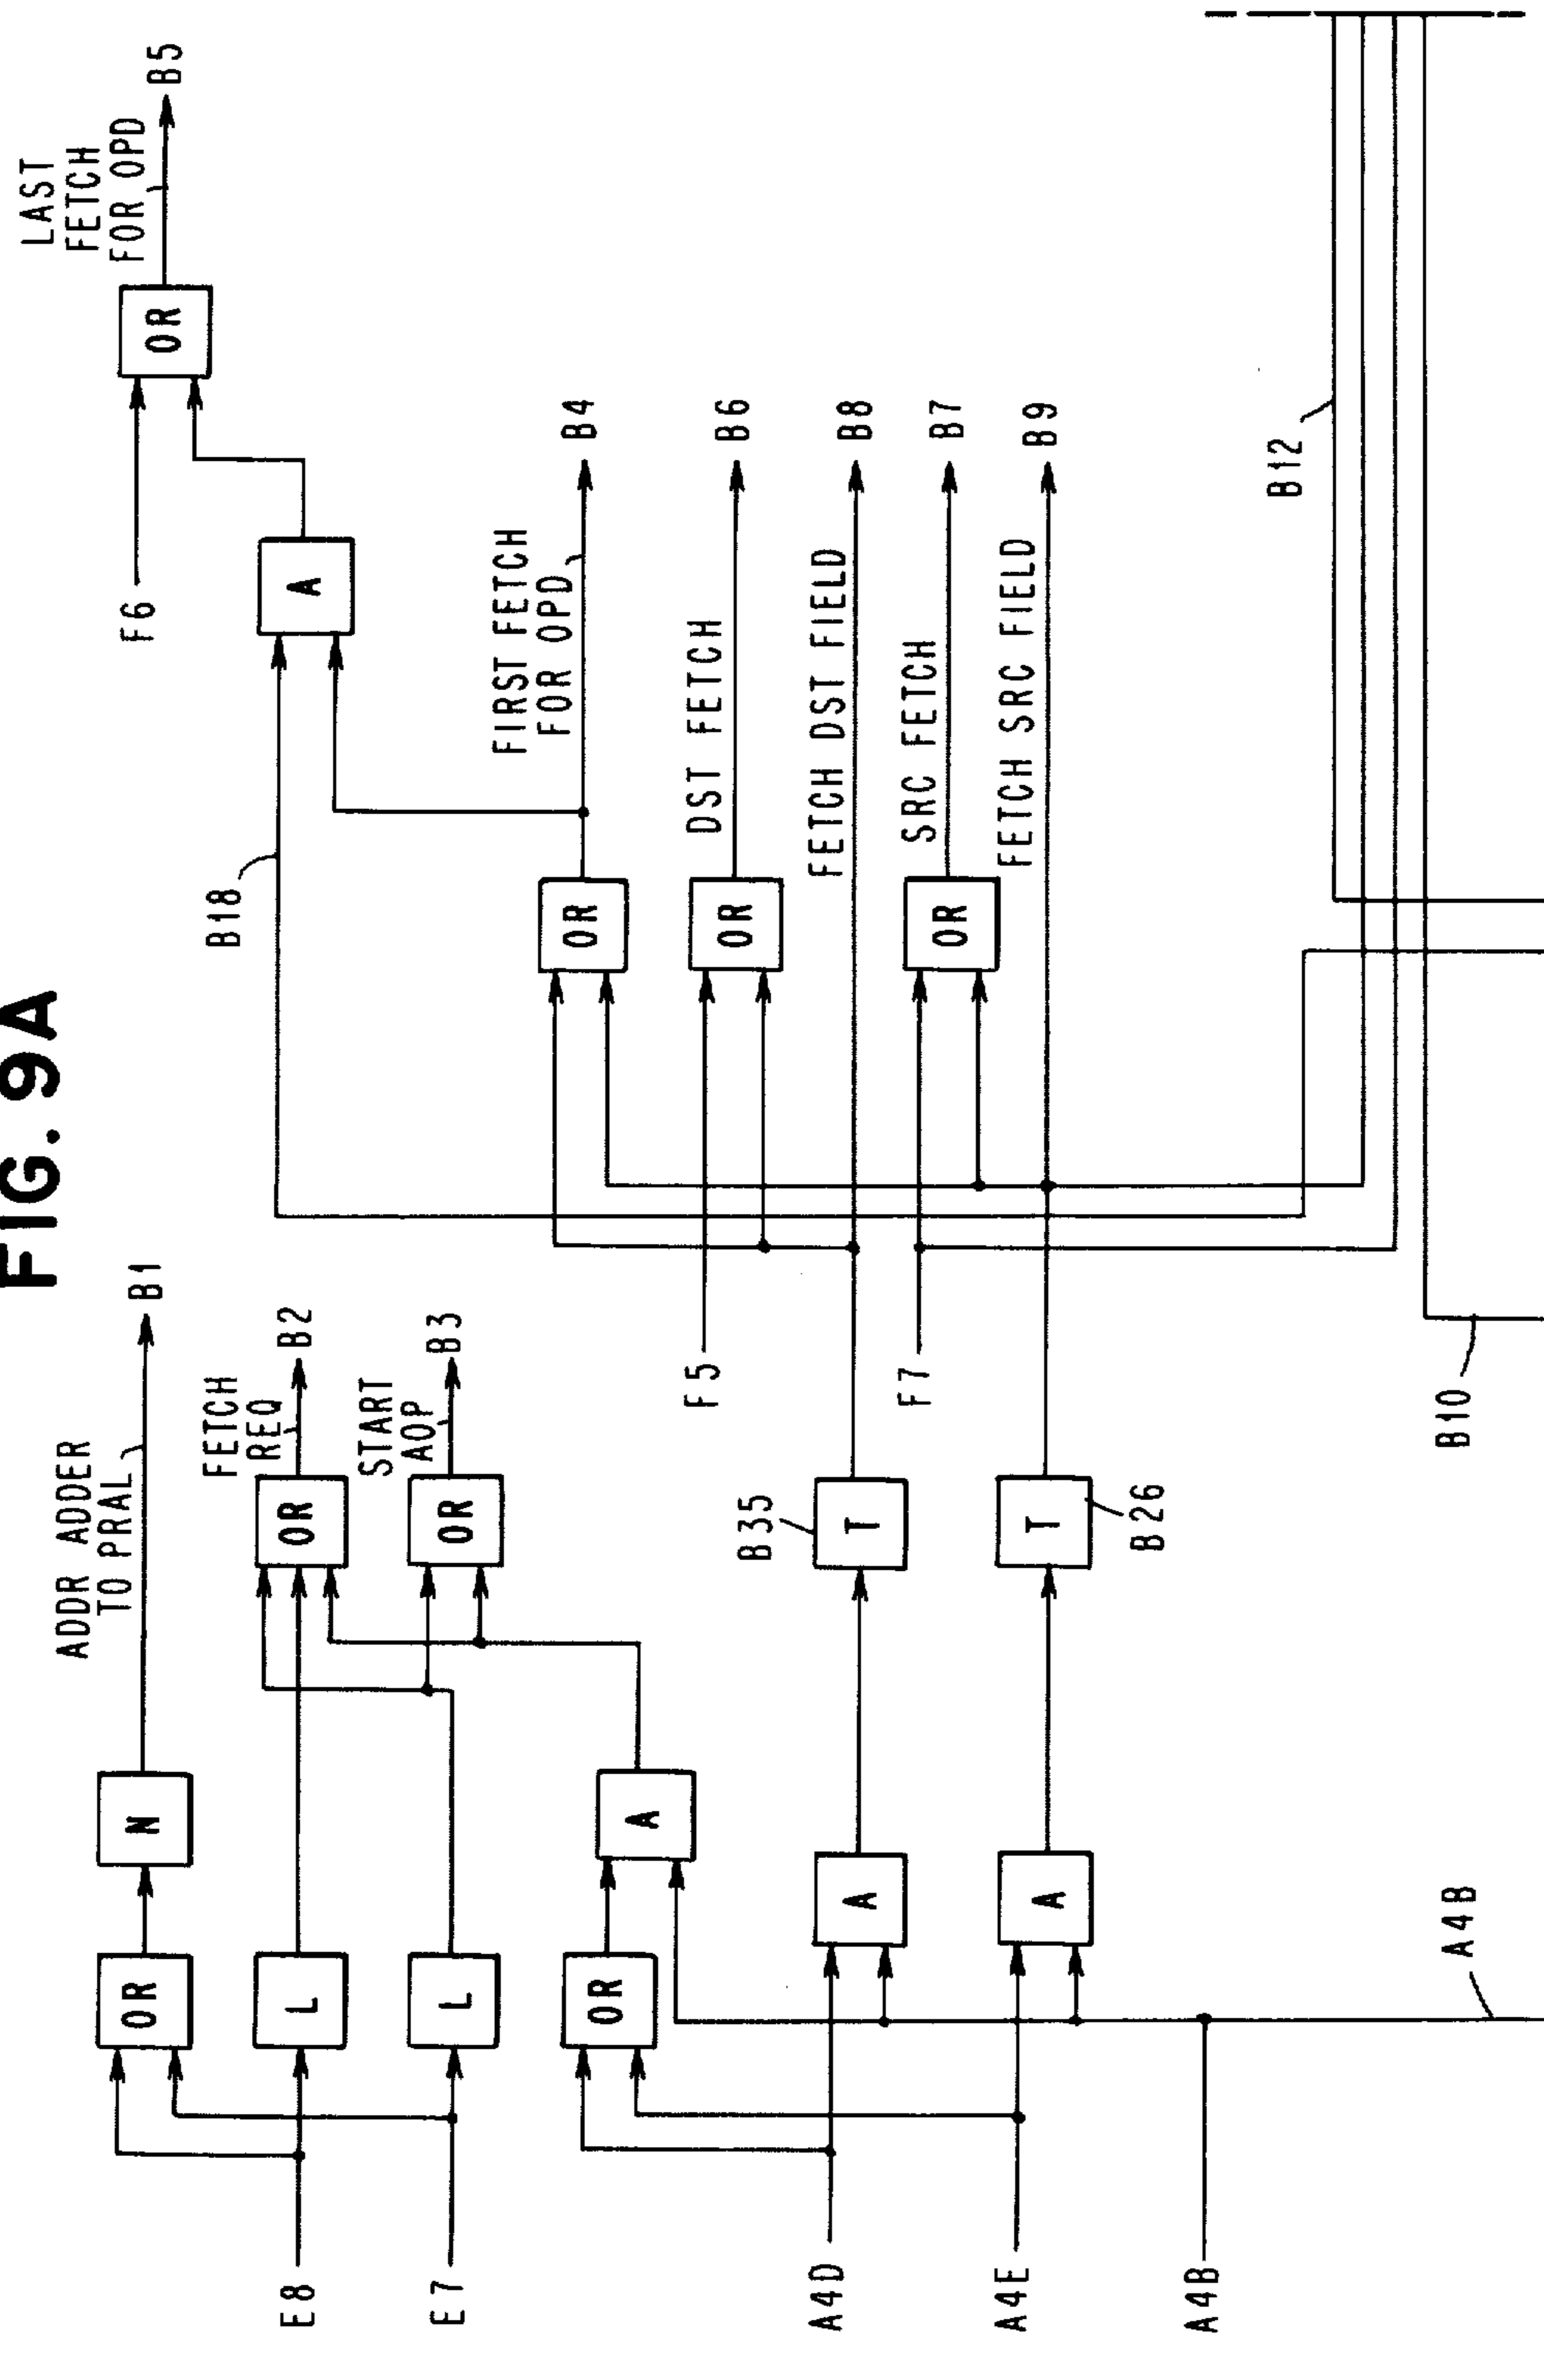 FIG. 9A
ADDR ADDER
TO PRAL
B1
OR
N
FETCH
REQ
B2
E8
L
OR
START
AOP
B3
E7
L
OR
LAST
FETCH
FOR OPD
B5
OR
F6
A
B18
FIRST FETCH
FOR OPD
B4
OR
OR
A
DST FETCH
B6
OR
F5
FETCH DST FIELD
B8
A4D
A
T
B35
SRC FETCH
B7
OR
F7
FETCH SRC FIELD
B9
A4E
A
T
B26
A4B
B12
B10
A4B